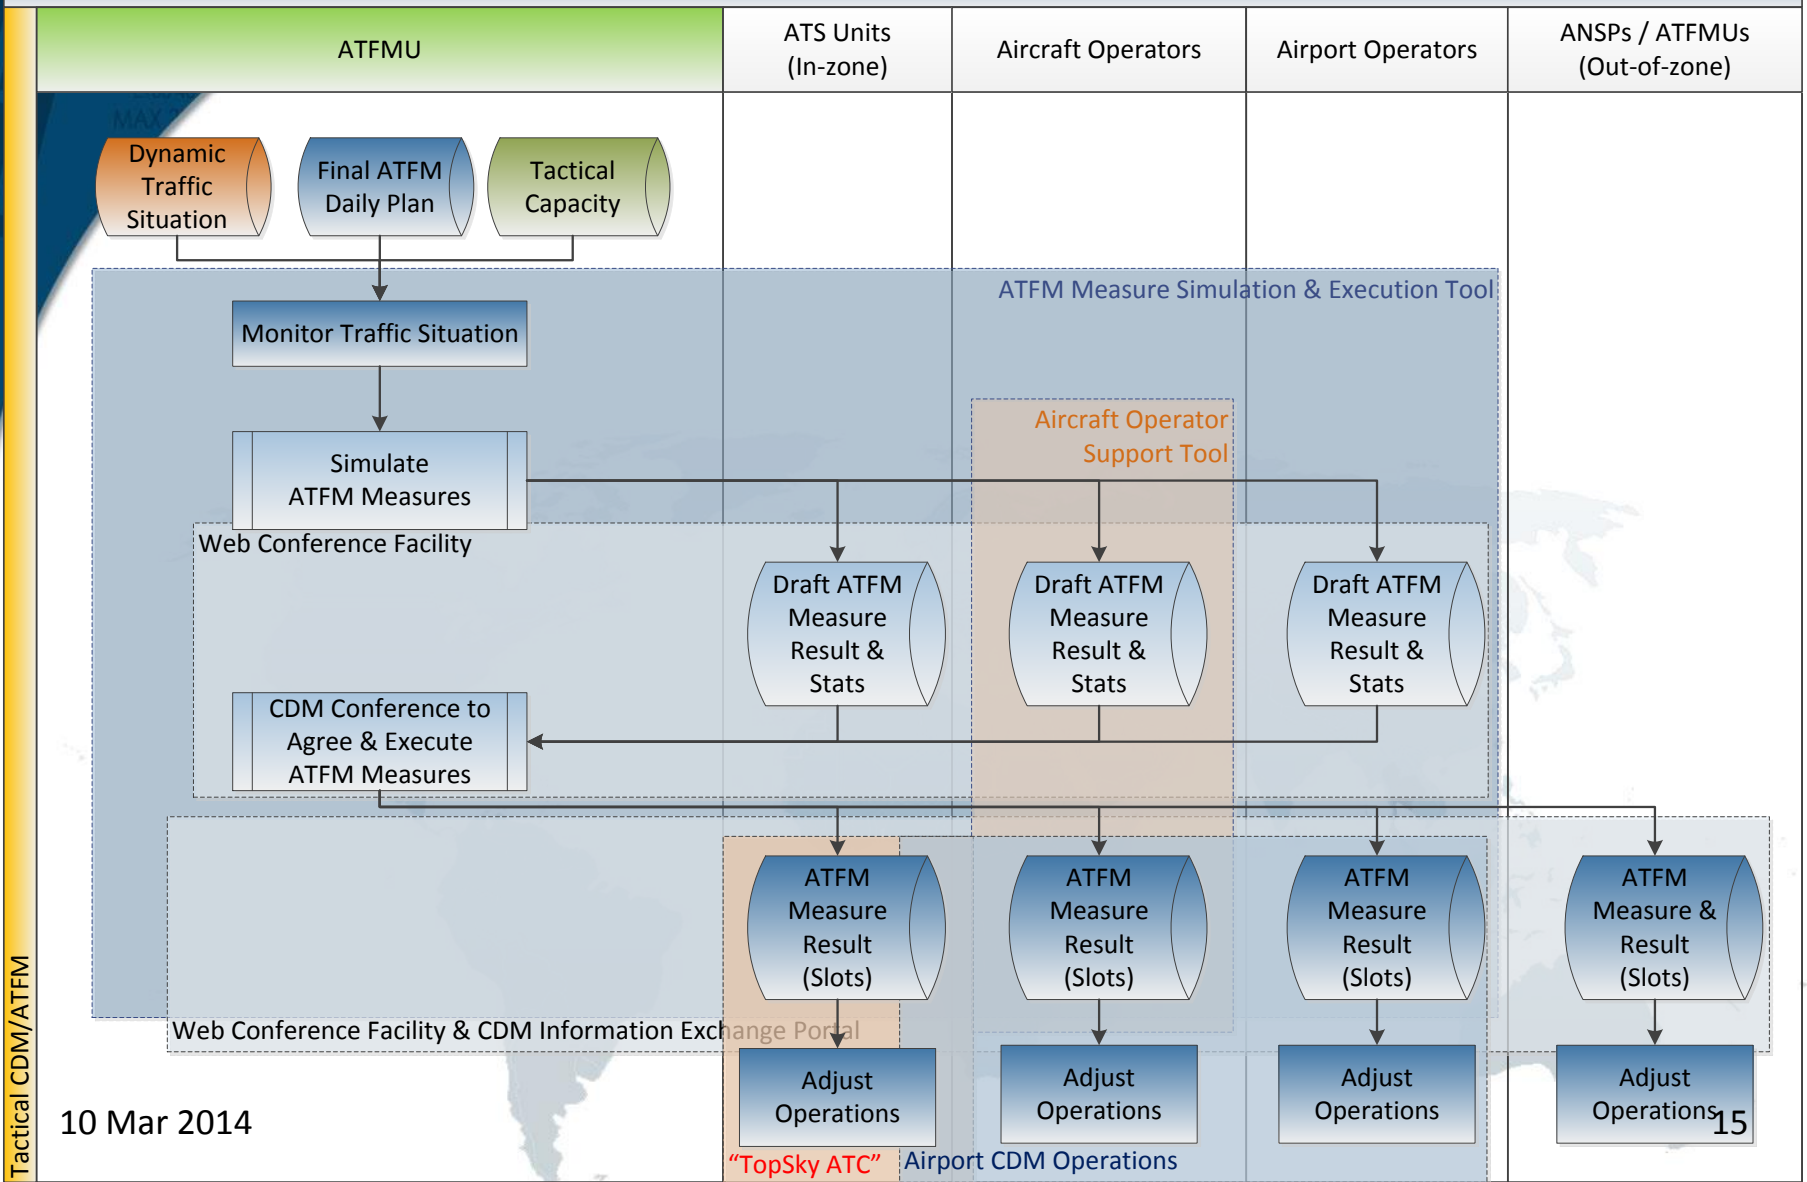 ATFMU
ATS Units
(In-zone)
Aircraft Operators
Airport Operators
ANSPs / ATFMUs
(Out-of-zone)
MAX
Dynamic
Traffic
Situation
Final ATFM
Daily Plan
Tactical
Capacity
ATFM Measure Simulation & Execution Tool
Monitor Traffic Situation
Aircraft Operator
Support Tool
Simulate
ATFM Measures
Web Conference Facility
Draft ATFM
Measure
Result &
Stats
Draft ATFM
Measure
Result &
Stats
Draft ATFM
Measure
Result &
Stats
CDM Conference to
Agree & Execute
ATFM Measures
ATFM
Measure
Result
(Slots)
ATFM
Measure
Result
(Slots)
ATFM
Measure
Result
(Slots)
ATFM
Measure &
Result
(Slots)
Web Conference Facility & CDM Information Exchange Portal
Adjust
Operations
Adjust
Operations
Adjust
Operations
Adjust
Operations
"TopSky ATC"
Airport CDM Operations
Tactical CDM/ATFM
10 Mar 2014
15